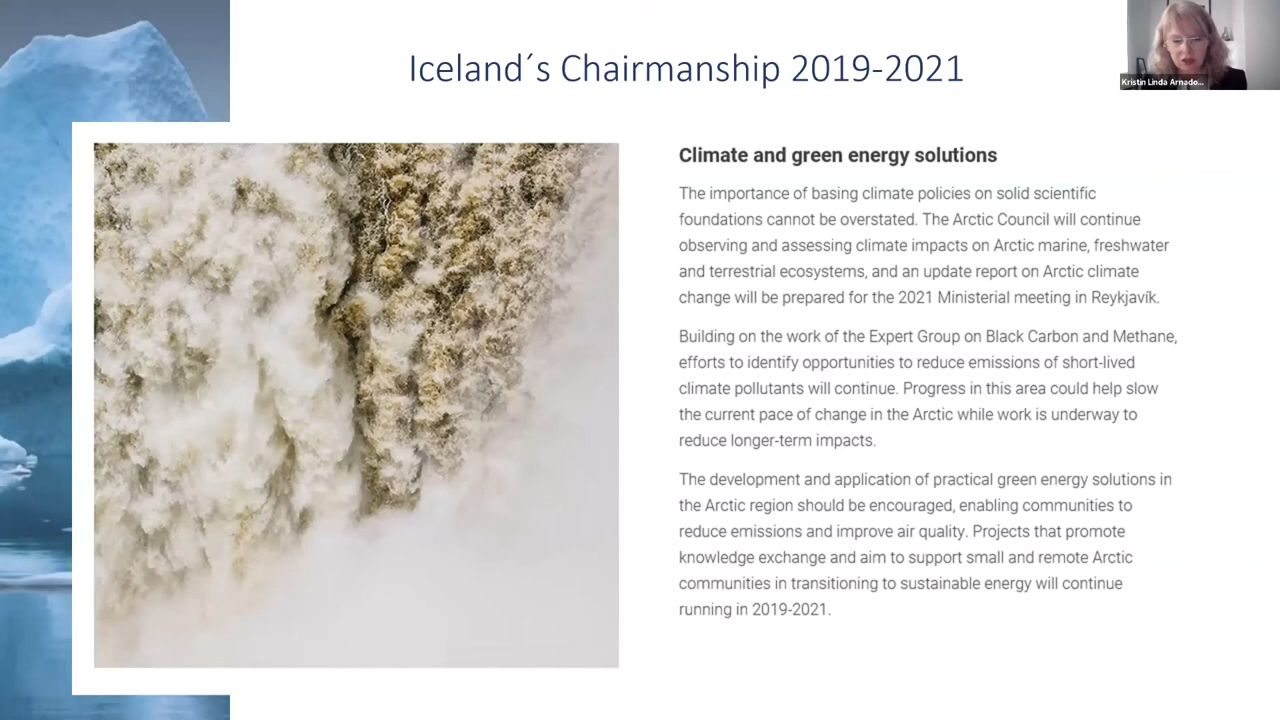 Iceland´s Chairmanship 2019-2021
Kristin Linda Arnado...
Climate and green energy solutions
The importance of basing climate policies on solid scientific
foundations cannot be overstated. The Arctic Council will continue
observing and assessing climate impacts on Arctic marine, freshwater
and terrestrial ecosystems, and an update report on Arctic climate
change will be prepared for the 2021 Ministerial meeting in Reykjavík.
Building on the work of the Expert Group on Black Carbon and Methane,
efforts to identify opportunities to reduce emissions of short-lived
climate pollutants will continue. Progress in this area could help slow
the current pace of change in the Arctic while work is underway to
reduce longer-term impacts.
The development and application of practical green energy solutions in
the Arctic region should be encouraged, enabling communities to
reduce emissions and improve air quality. Projects that promote
knowledge exchange and aim to support small and remote Arctic
communities in transitioning to sustainable energy will continue
running in 2019-2021.